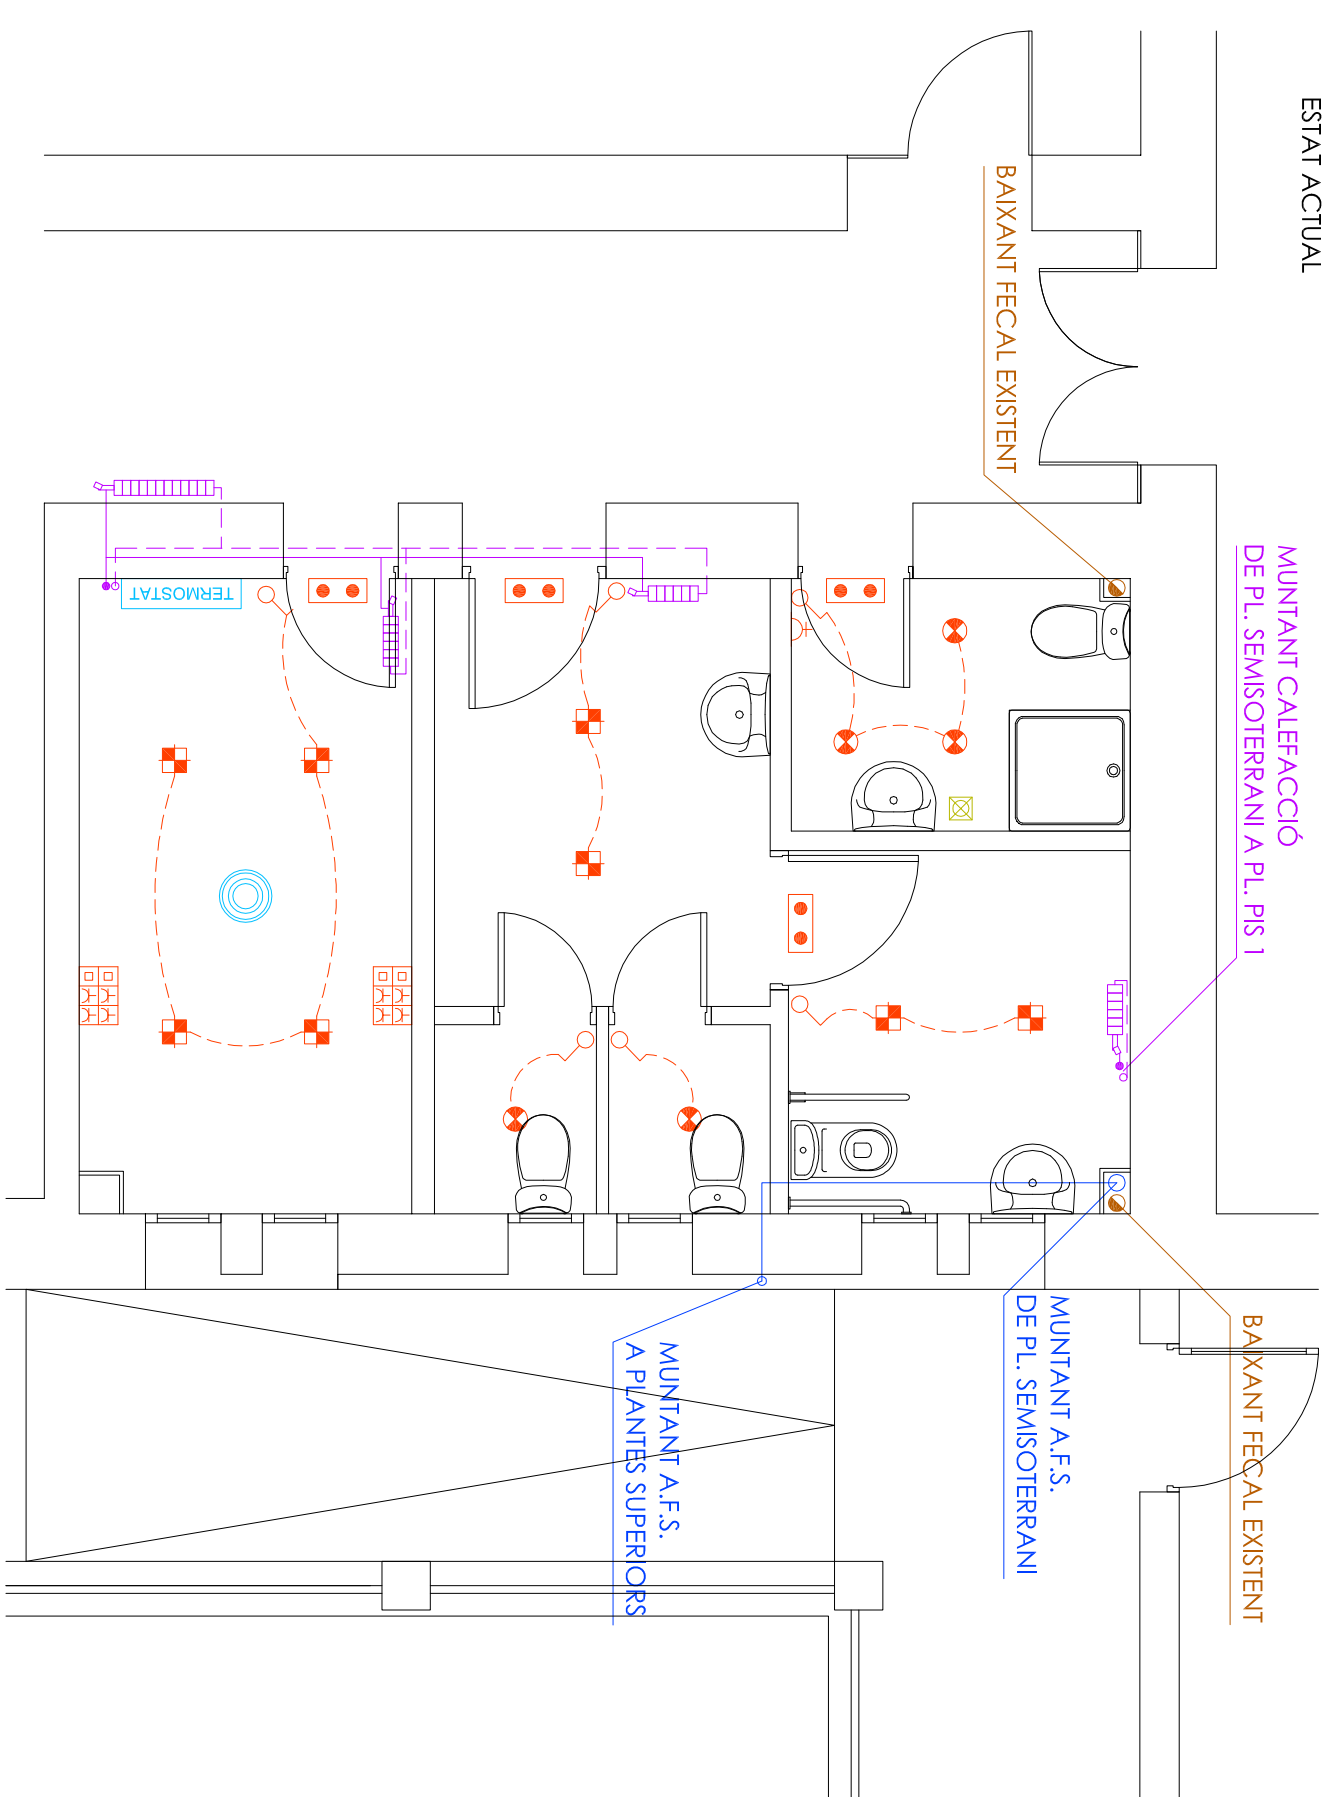 ESTAT ACTUAL
BAIXANT FECAL EXISTENT
MUNTANT CALEFACCIÓ
DE PL. SEMISOTERRANI A PL. PIS 1
TERMOSTAT
MUNTANT A.F.S.
DE PL. SEMISOTERRANI
BAIXANT FECAL EXISTENT
MUNTANT A.F.S.
A PLANTES SUPERIORS